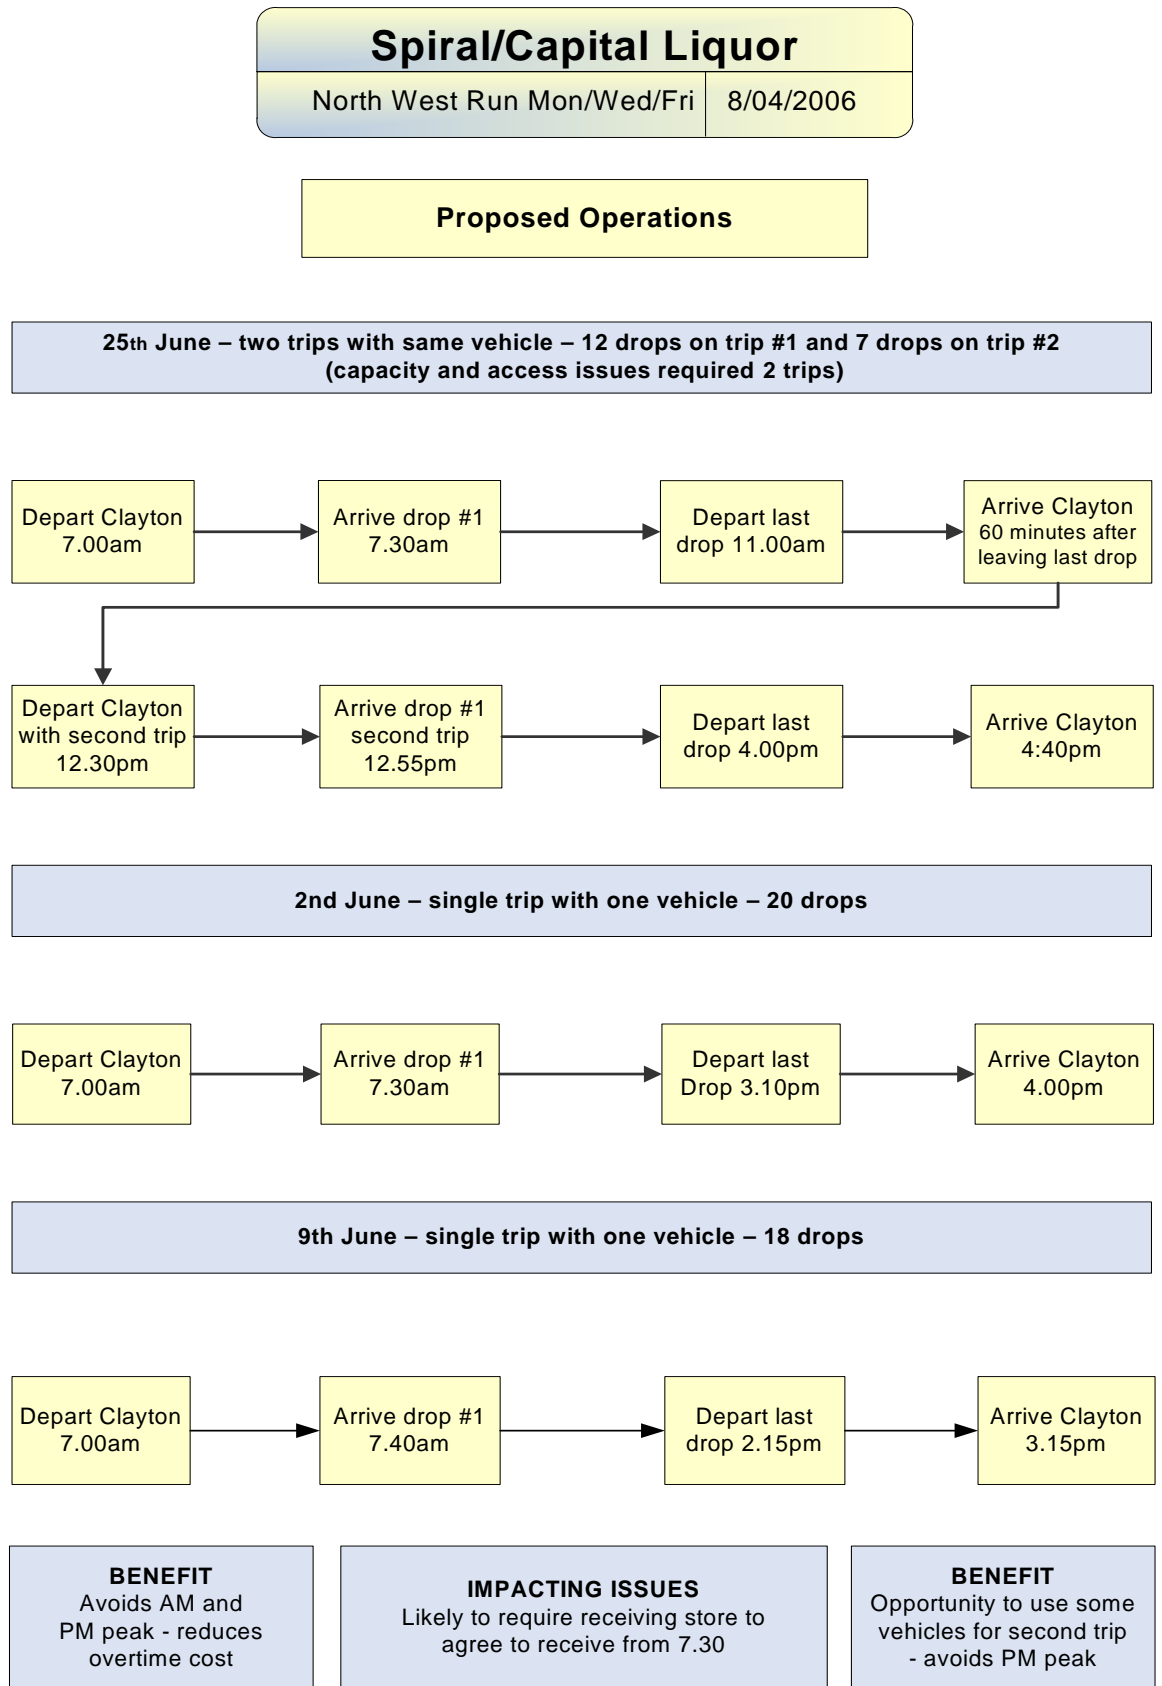 Spiral/Capital Liquor
North West Run Mon/Wed/Fri
8/04/2006
Proposed Operations
25th June – two trips with same vehicle – 12 drops on trip #1 and 7 drops on trip #2
(capacity and access issues required 2 trips)
Depart Clayton
7.00am
Arrive drop #1
7.30am
Depart last
drop 11.00am
Arrive Clayton
60 minutes after
leaving last drop
Depart Clayton
with second trip
12.30pm
Arrive drop #1
second trip
12.55pm
Depart last
drop 4.00pm
Arrive Clayton
4:40pm
2nd June – single trip with one vehicle – 20 drops
Depart Clayton
7.00am
Arrive drop #1
7.30am
Depart last
Drop 3.10pm
Arrive Clayton
4.00pm
9th June – single trip with one vehicle – 18 drops
Depart Clayton
7.00am
Arrive drop #1
7.40am
Depart last
drop 2.15pm
Arrive Clayton
3.15pm
BENEFIT
Avoids AM and
PM peak - reduces
overtime cost
IMPACTING ISSUES
Likely to require receiving store to
agree to receive from 7.30
BENEFIT
Opportunity to use some
vehicles for second trip
- avoids PM peak